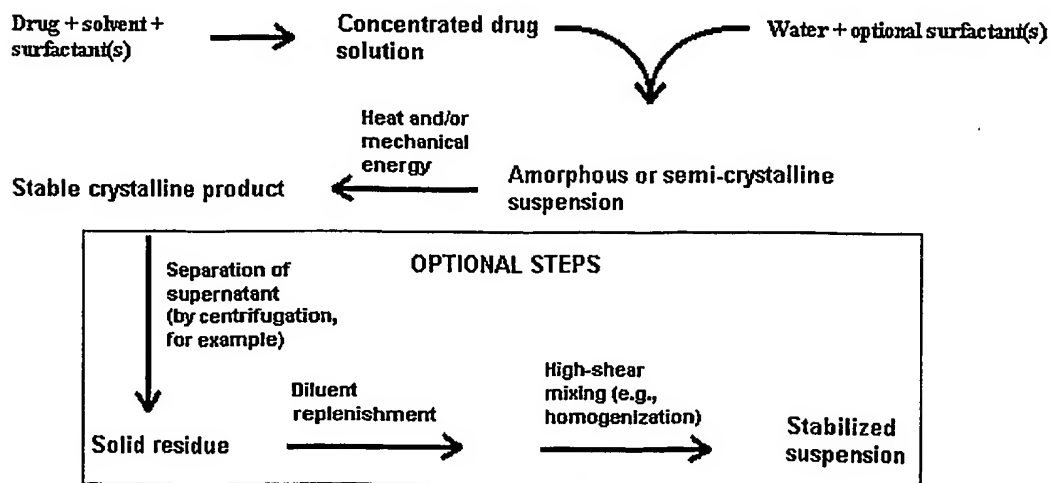 Drug + solvent +
surfactant(s)
Concentrated drug
solution
Water + optional surfactant(s)
Heat and/or
mechanical
energy
Stable crystalline product
Amorphous or semi-crystalline
suspension
OPTIONAL STEPS
Separation of
supernatant
(by centrifugation,
for example)
Solid residue
Diluent
replenishment
High-shear
mixing (e.g.,
homogenization)
Stabilized
suspension